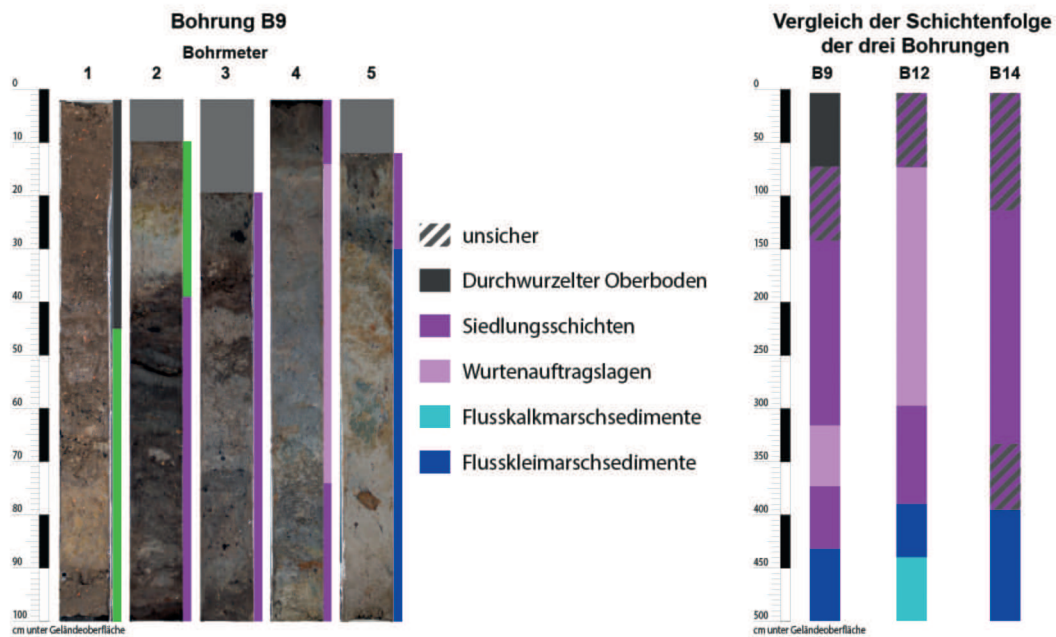 Bohrung B9
Bohrmeter
1 2 3 4 5
0
10
20
30
40
50
60
70
80
90
100
cm unter Geländeoberfläche
unsicher
Durchwurzelter Oberboden
Siedlungsschichten
Wurtenauftragslagen
Flusskalkmarschsedimente
Flusskleimarschsedimente
Vergleich der Schichtenfolge
der drei Bohrungen
B9 B12 B14
0
50
100
150
200
250
300
350
400
450
500
cm unter Geländeoberfläche